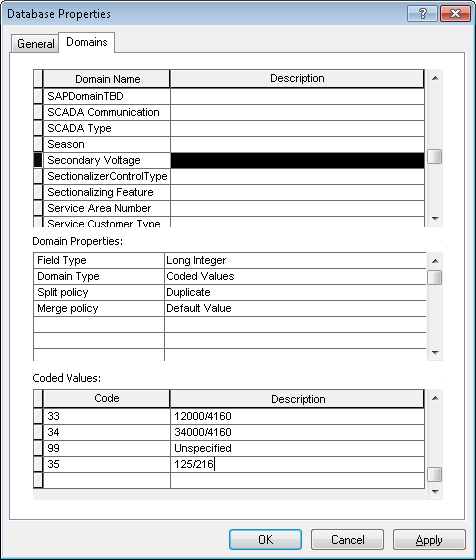 Database Properties
General Domains
Domain Name Description
SAPDomainTBD
SCADA Communication
SCADA Type
Season
Secondary Voltage
SectionalizerControlType
Sectionalizing Feature
Service Area Number
Service Customer Type
Domain Properties:
Field Type Long Integer
Domain Type Coded Values
Split policy Duplicate
Merge policy Default Value
Coded Values:
Code Description
33 12000/4160
34 34000/4160
99 Unspecified
35 125/216
OK Cancel Apply